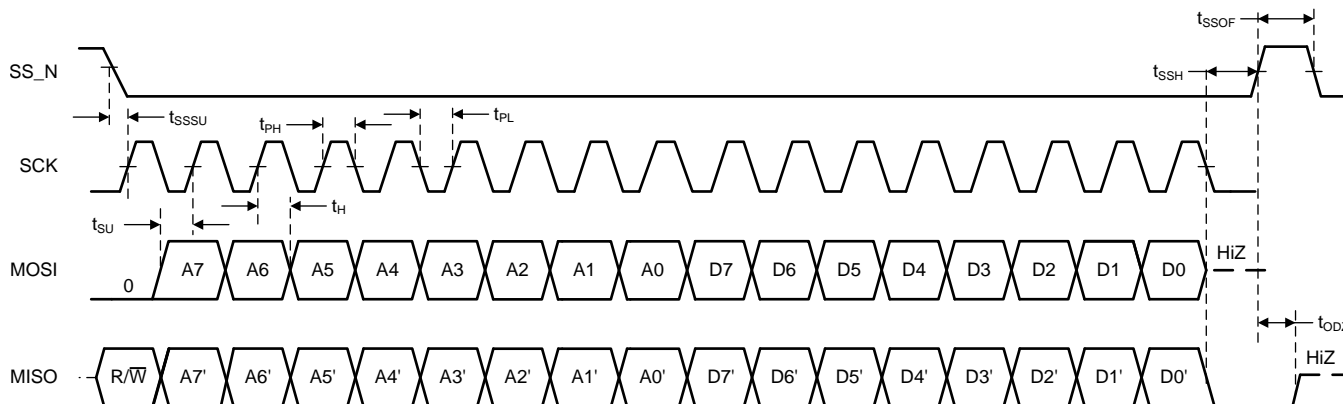 tSSOF
SS_N
tSSH
tSSSU
tPH
tPL
SCK
tSU
tH
MOSI
0 A7 A6 A5 A4 A3 A2 A1 A0 D7 D6 D5 D4 D3 D2 D1 D0 HiZ
tODZ
MISO
R/W̅ A7' A6' A5' A4' A3' A2' A1' A0' D7' D6' D5' D4' D3' D2' D1' D0' HiZ